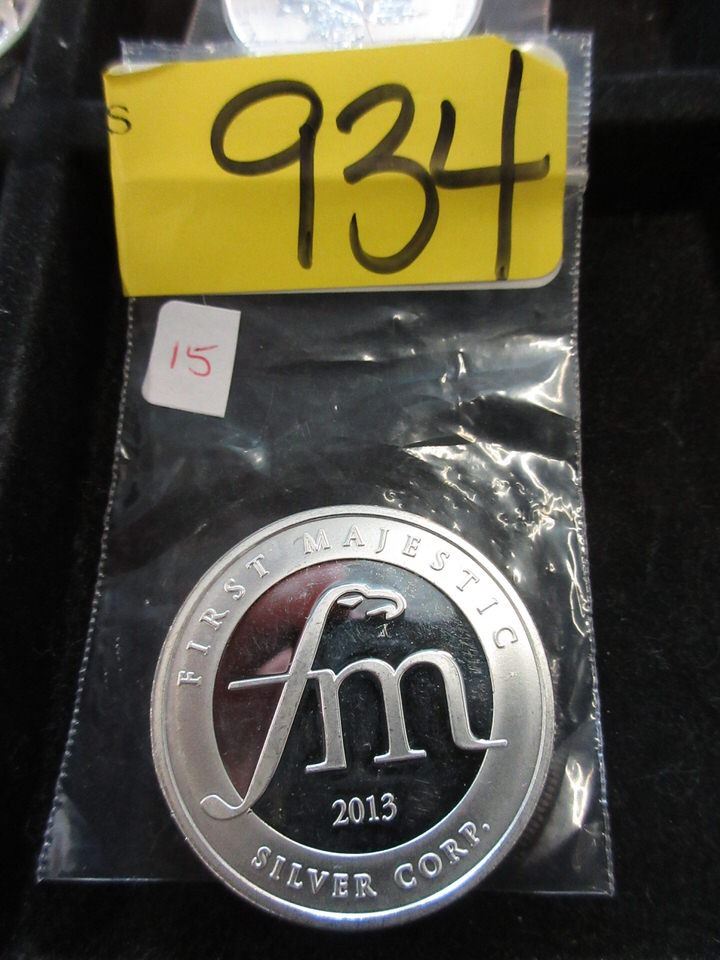 S
934
15
FIRST MAJESTIC
fm
2013
SILVER CORP.